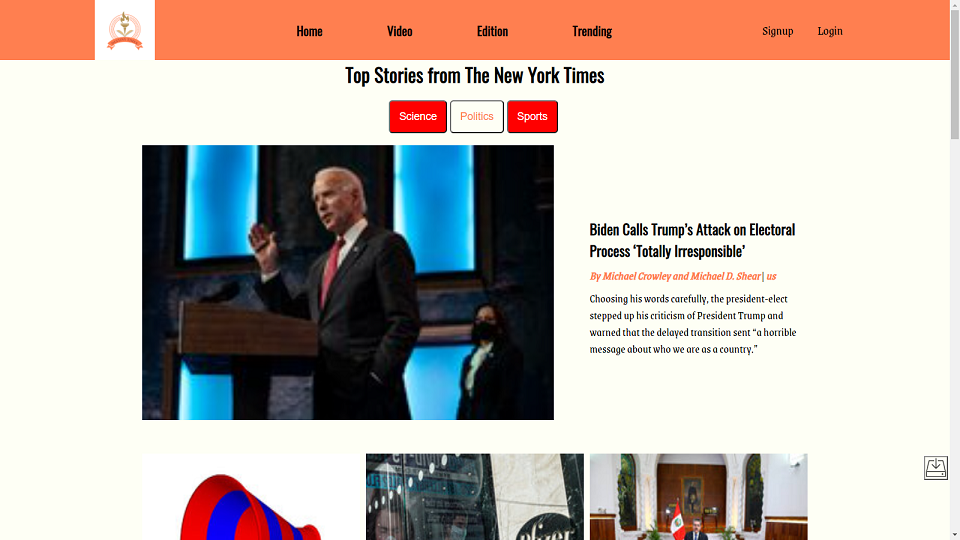 Home
Video
Edition
Trending
Signup
Login
Top Stories from The New York Times
Science
Politics
Sports
Biden Calls Trump's Attack on Electoral
Process ‘Totally Irresponsible’
By Michael Crowley and Michael D. Shear| us
Choosing his words carefully, the president-elect
stepped up his criticism of President Trump and
warned that the delayed transition sent “a horrible
message about who we are as a country.”